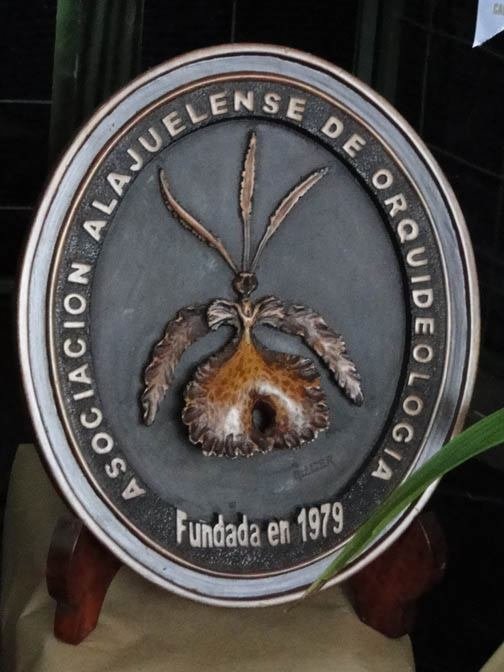 ASOCIACION ALAJUELENSE DE ORQUIDEOLOGIA
Fundada en 1979